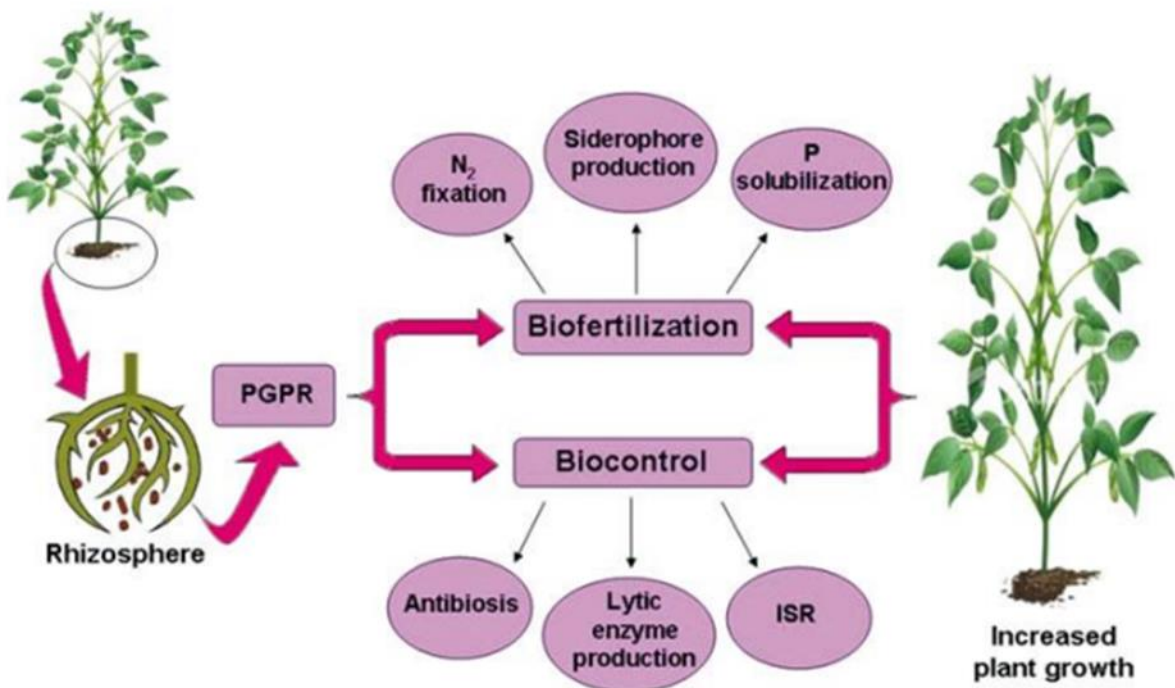 N₂
fixation
Siderophore
production
P
solubilization
Biofertilization
PGPR
Biocontrol
Rhizosphere
Antibiosis
Lytic
enzyme
production
ISR
Increased
plant growth